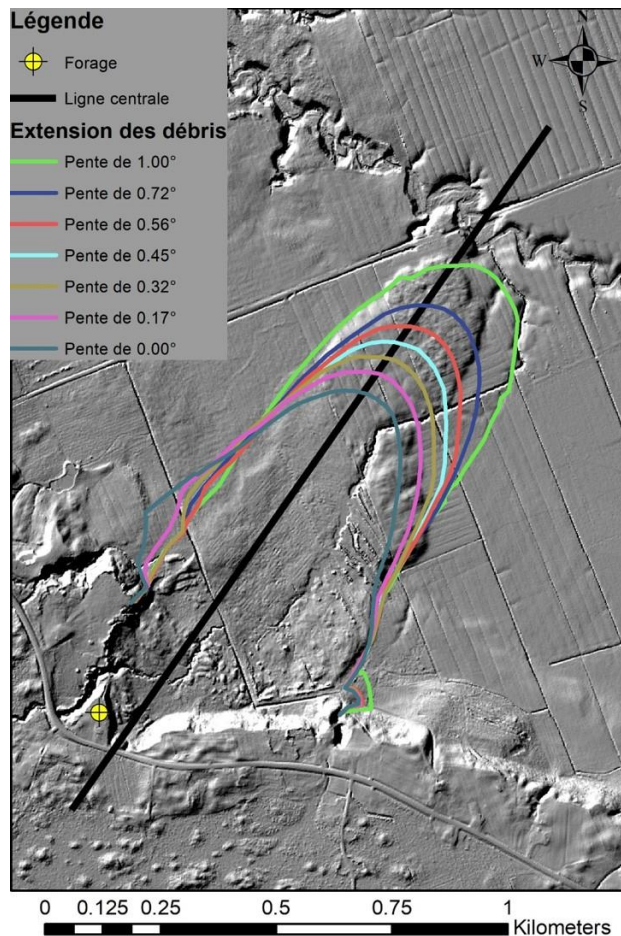 Légende
Forage
Ligne centrale
Extension des débris
Pente de 1.00°
Pente de 0.72°
Pente de 0.56°
Pente de 0.45°
Pente de 0.32°
Pente de 0.17°
Pente de 0.00°
N
W
E
S
0 0.125 0.25 0.5 0.75 1
Kilometers